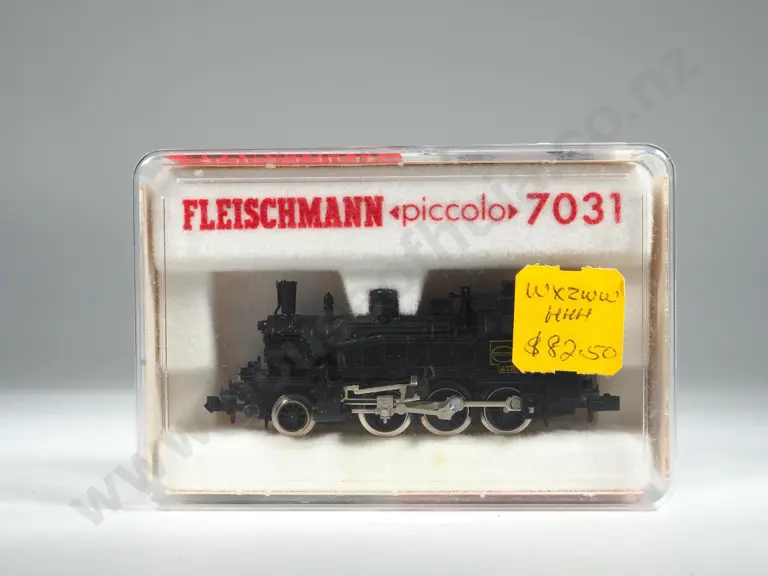 FLEISCHMANN piccolo 7031
WXZWW
HHH
$82.50